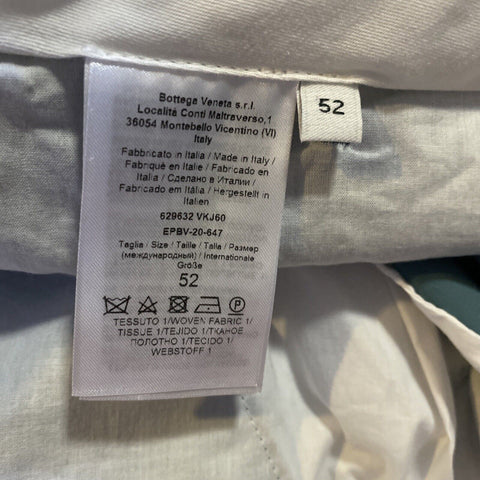 Bottega Veneta s.r.l.
Località Conti Maltraverso,1
36054 Montebello Vicentino (VI)
Italy
Fabbricato in Italia / Made in Italy /
Fabriqué en Italie / Fabricado en
Italia / Сделано в Италии /
Fabricado em Itália / Hergestellt in
Italien
629632 VKJ60
EPBV-20-647
Taglia / Size / Taille / Talla / Размер
(международный) / Internationale
Größe
52
P
TESSUTO 1/WOVEN FABRIC 1/
TISSUE 1/TEJIDO 1/ТКАНОЕ
ПОЛОТНО 1/TECIDO 1/
WEBSTOFF 1
52